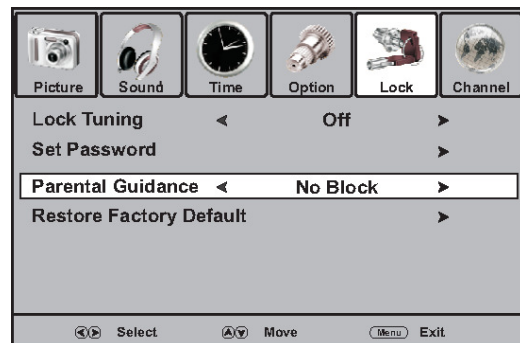 Picture Sound Time Option Lock Channel
Lock Tuning Off
Set Password
Parental Guidance No Block
Restore Factory Default
Select Move Menu Exit